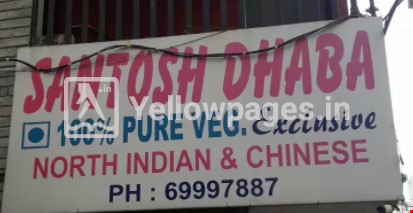 SANTOSH DHABA
Yellowpages.in
100% PURE VEG. Exclusive
NORTH INDIAN & CHINESE
PH : 69997887